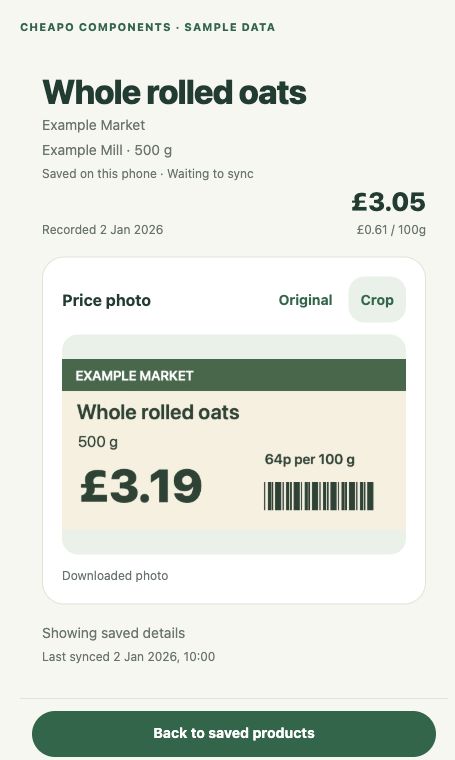 CHEAPO COMPONENTS · SAMPLE DATA
Whole rolled oats
Example Market
Example Mill · 500 g
Saved on this phone · Waiting to sync
£3.05
Recorded 2 Jan 2026
£0.61 / 100g
Price photo
Original
Crop
EXAMPLE MARKET
Whole rolled oats
500 g
64p per 100 g
£3.19
Downloaded photo
Showing saved details
Last synced 2 Jan 2026, 10:00
Back to saved products